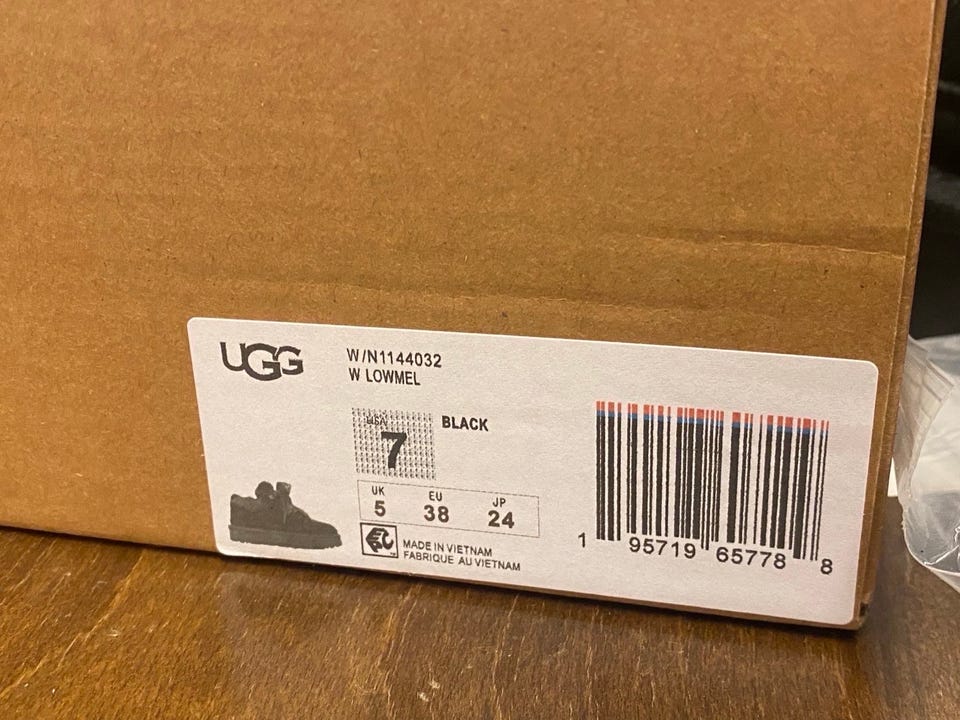 UGG
W/N1144032
W LOWMEL
USA
7
BLACK
UK EU JP
5 38 24
MADE IN VIETNAM
FABRIQUE AU VIETNAM
1 95719 65778 8